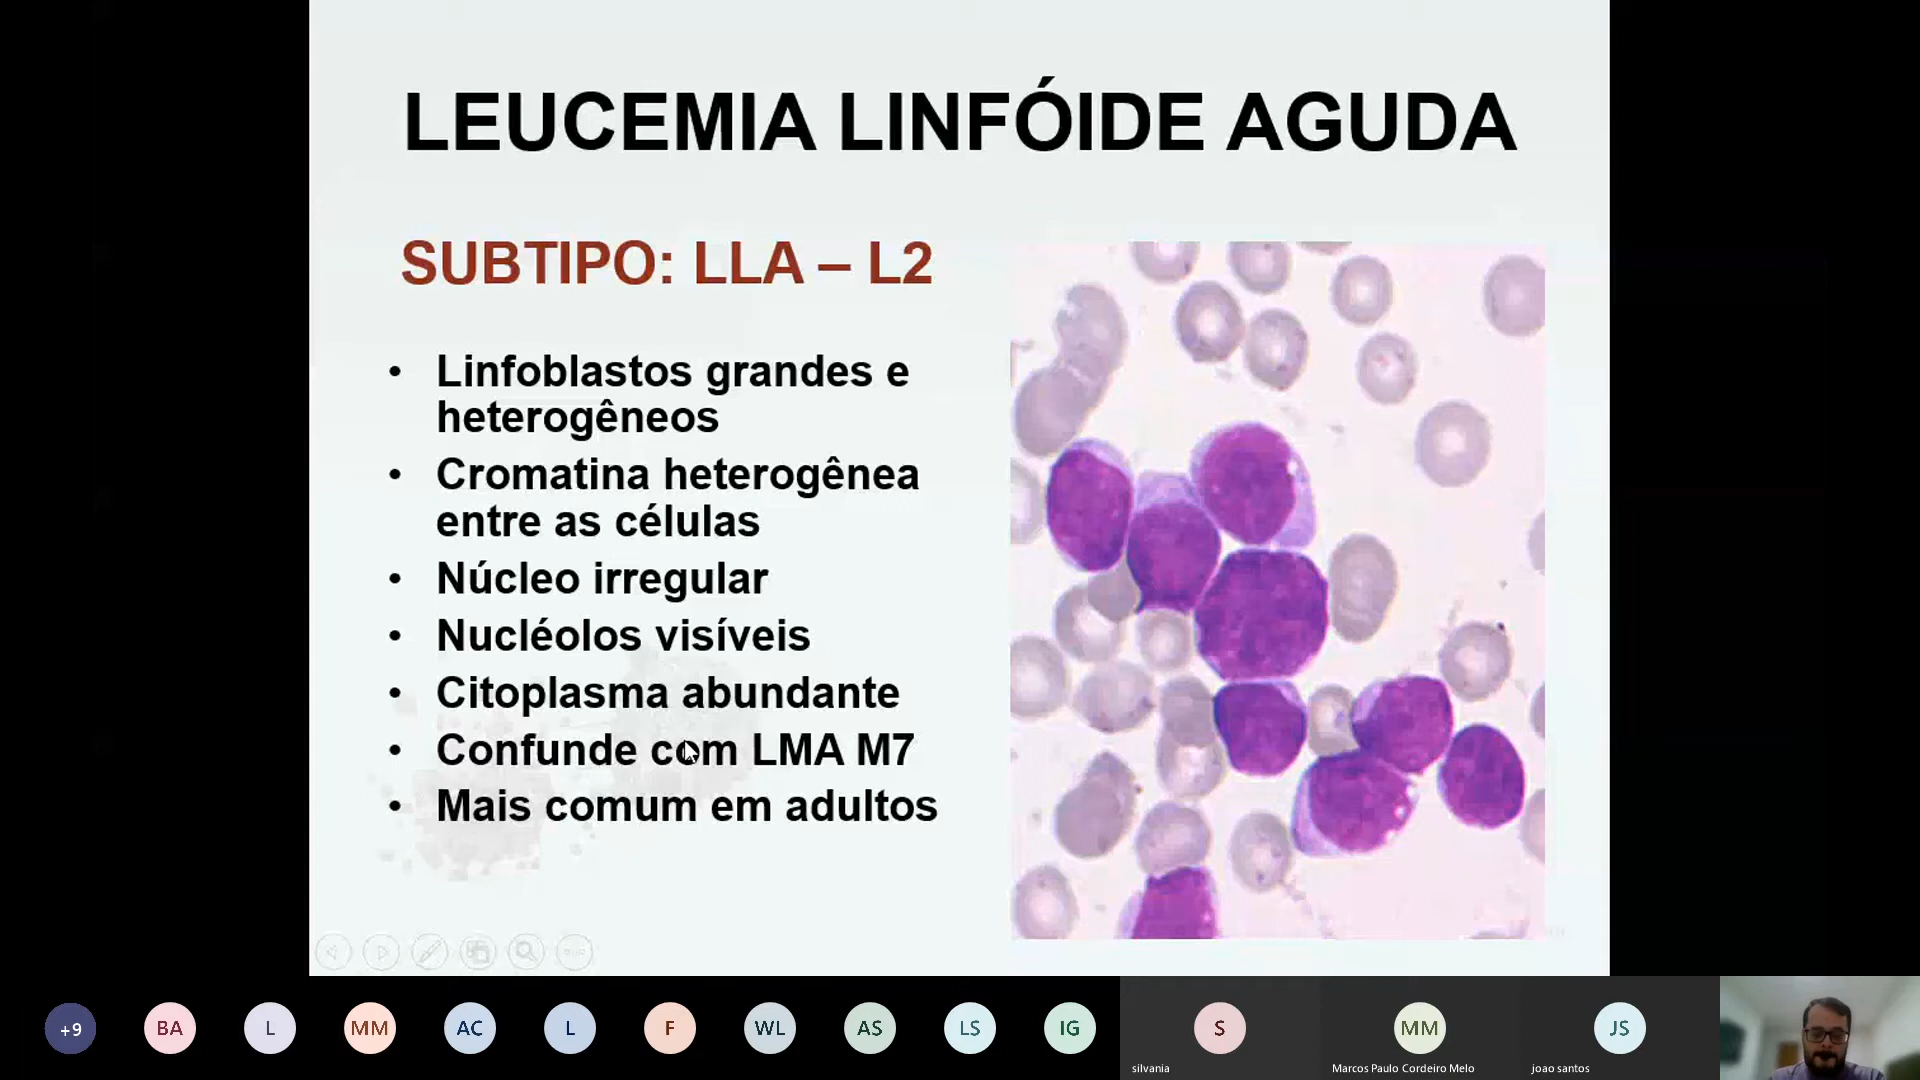 LEUCEMIA LINFÓIDE AGUDA
SUBTIPO: LLA – L2
• Linfoblastos grandes e
heterogêneos
• Cromatina heterogênea
entre as células
• Núcleo irregular
• Nucléolos visíveis
• Citoplasma abundante
• Confunde com LMA M7
• Mais comum em adultos
+9 BA L MM AC L F WL AS LS IG S MM JS
silvania Marcos Paulo Cordeiro Melo joao santos